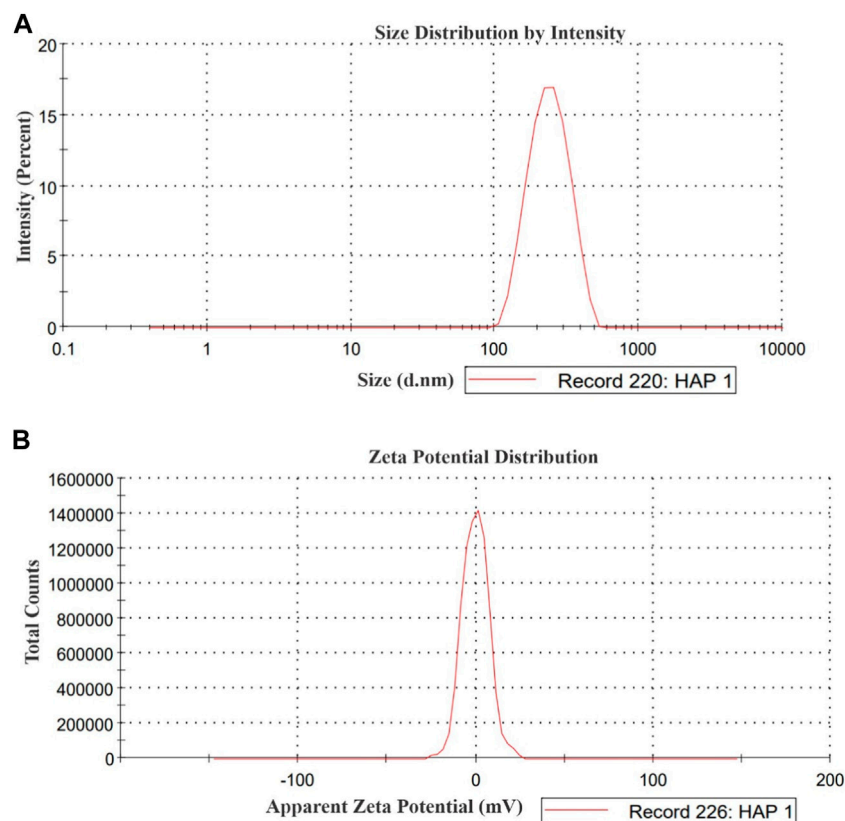 A
Size Distribution by Intensity
20
15
10
5
0
Intensity (Percent)
0.1 1 10 100 1000 10000
Size (d.nm)
Record 220: HAP 1
B
Zeta Potential Distribution
1600000
1400000
1200000
1000000
800000
600000
400000
200000
0
Total Counts
-100 0 100 200
Apparent Zeta Potential (mV)
Record 226: HAP 1